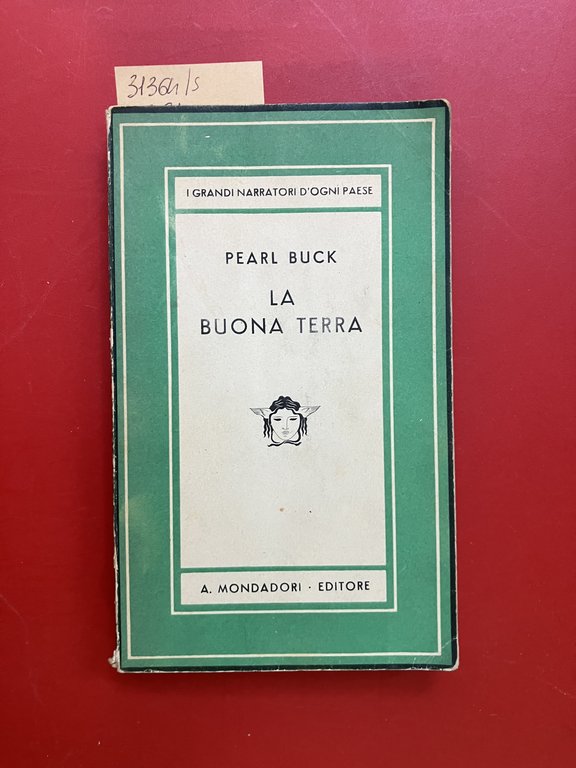 31364/s
I GRANDI NARRATORI D'OGNI PAESE
PEARL BUCK
LA
BUONA TERRA
A. MONDADORI · EDITORE